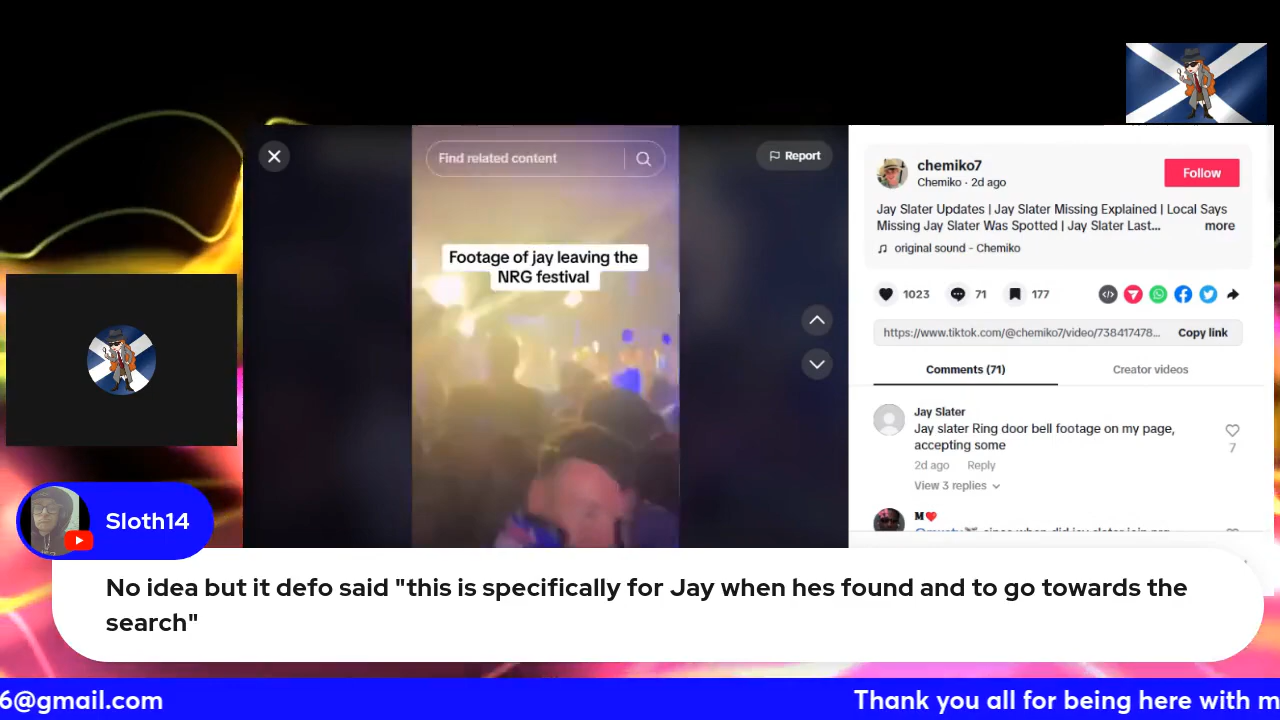 Find related content
Report
Footage of jay leaving the
NRG festival
chemiko7
Chemiko · 2d ago
Follow
Jay Slater Updates | Jay Slater Missing Explained | Local Says
Missing Jay Slater Was Spotted | Jay Slater Last... more
original sound - Chemiko
1023 71 177
https://www.tiktok.com/@chemiko7/video/738417478... Copy link
Comments (71) Creator videos
Jay Slater
Jay slater Ring door bell footage on my page,
accepting some
7
2d ago Reply
View 3 replies
M
Sloth14
No idea but it defo said "this is specifically for Jay when hes found and to go towards the
search"
6@gmail.com Thank you all for being here with m